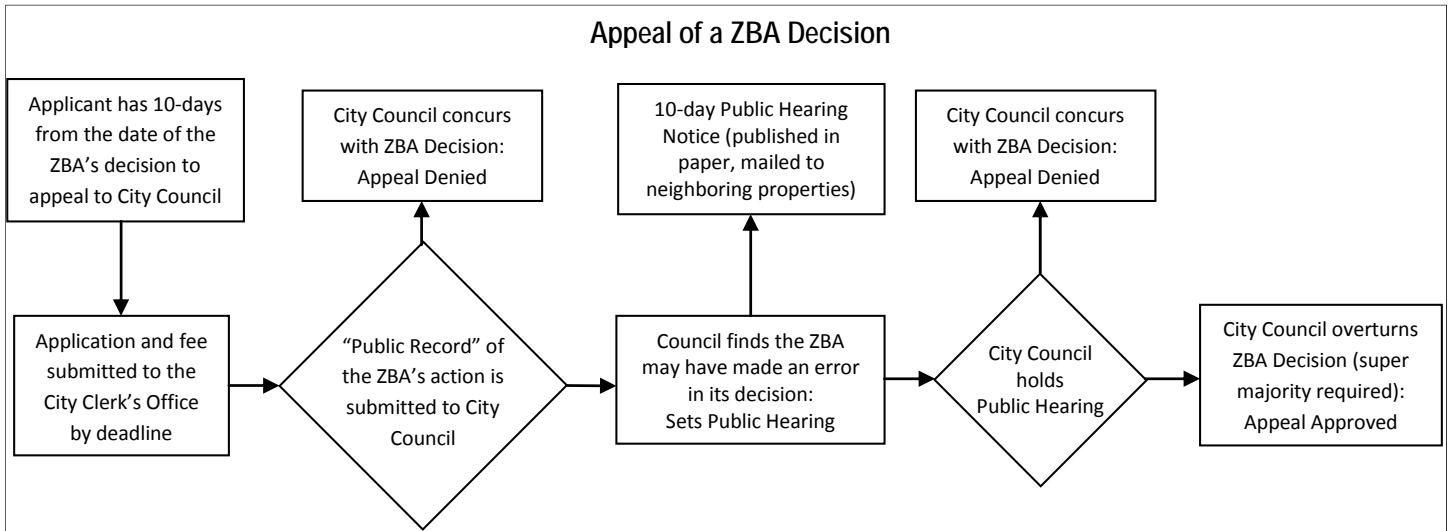 Appeal of a ZBA Decision
Applicant has 10-days
from the date of the
ZBA’s decision to
appeal to City Council
City Council concurs
with ZBA Decision:
Appeal Denied
10-day Public Hearing
Notice (published in
paper, mailed to
neighboring properties)
City Council concurs
with ZBA Decision:
Appeal Denied
Application and fee
submitted to the
City Clerk’s Office
by deadline
“Public Record” of
the ZBA’s action is
submitted to City
Council
Council finds the ZBA
may have made an error
in its decision:
Sets Public Hearing
City Council
holds
Public Hearing
City Council overturns
ZBA Decision (super
majority required):
Appeal Approved